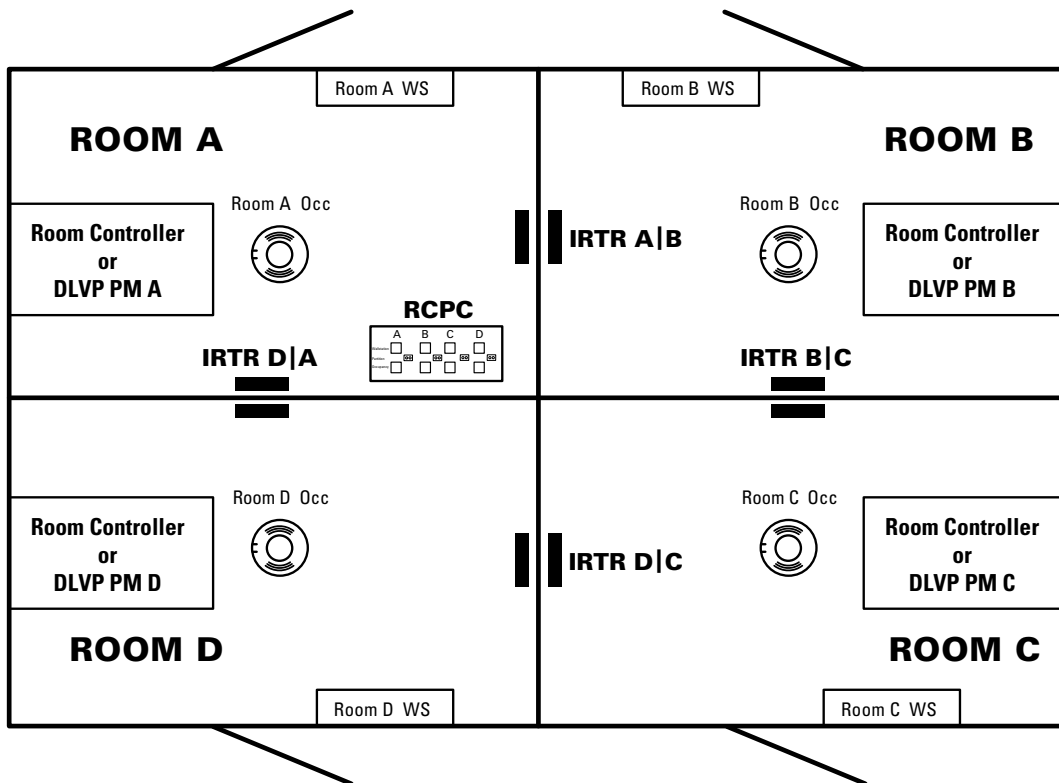 Room A WS
Room B WS
ROOM A
ROOM B
Room A Occ
Room B Occ
Room Controller
or
DLVP PM A
IRTR A|B
Room Controller
or
DLVP PM B
RCPC
A B C D
Partition
Occupancy
IRTR D|A
IRTR B|C
Room D Occ
Room C Occ
Room Controller
or
DLVP PM D
IRTR D|C
Room Controller
or
DLVP PM C
ROOM D
ROOM C
Room D WS
Room C WS